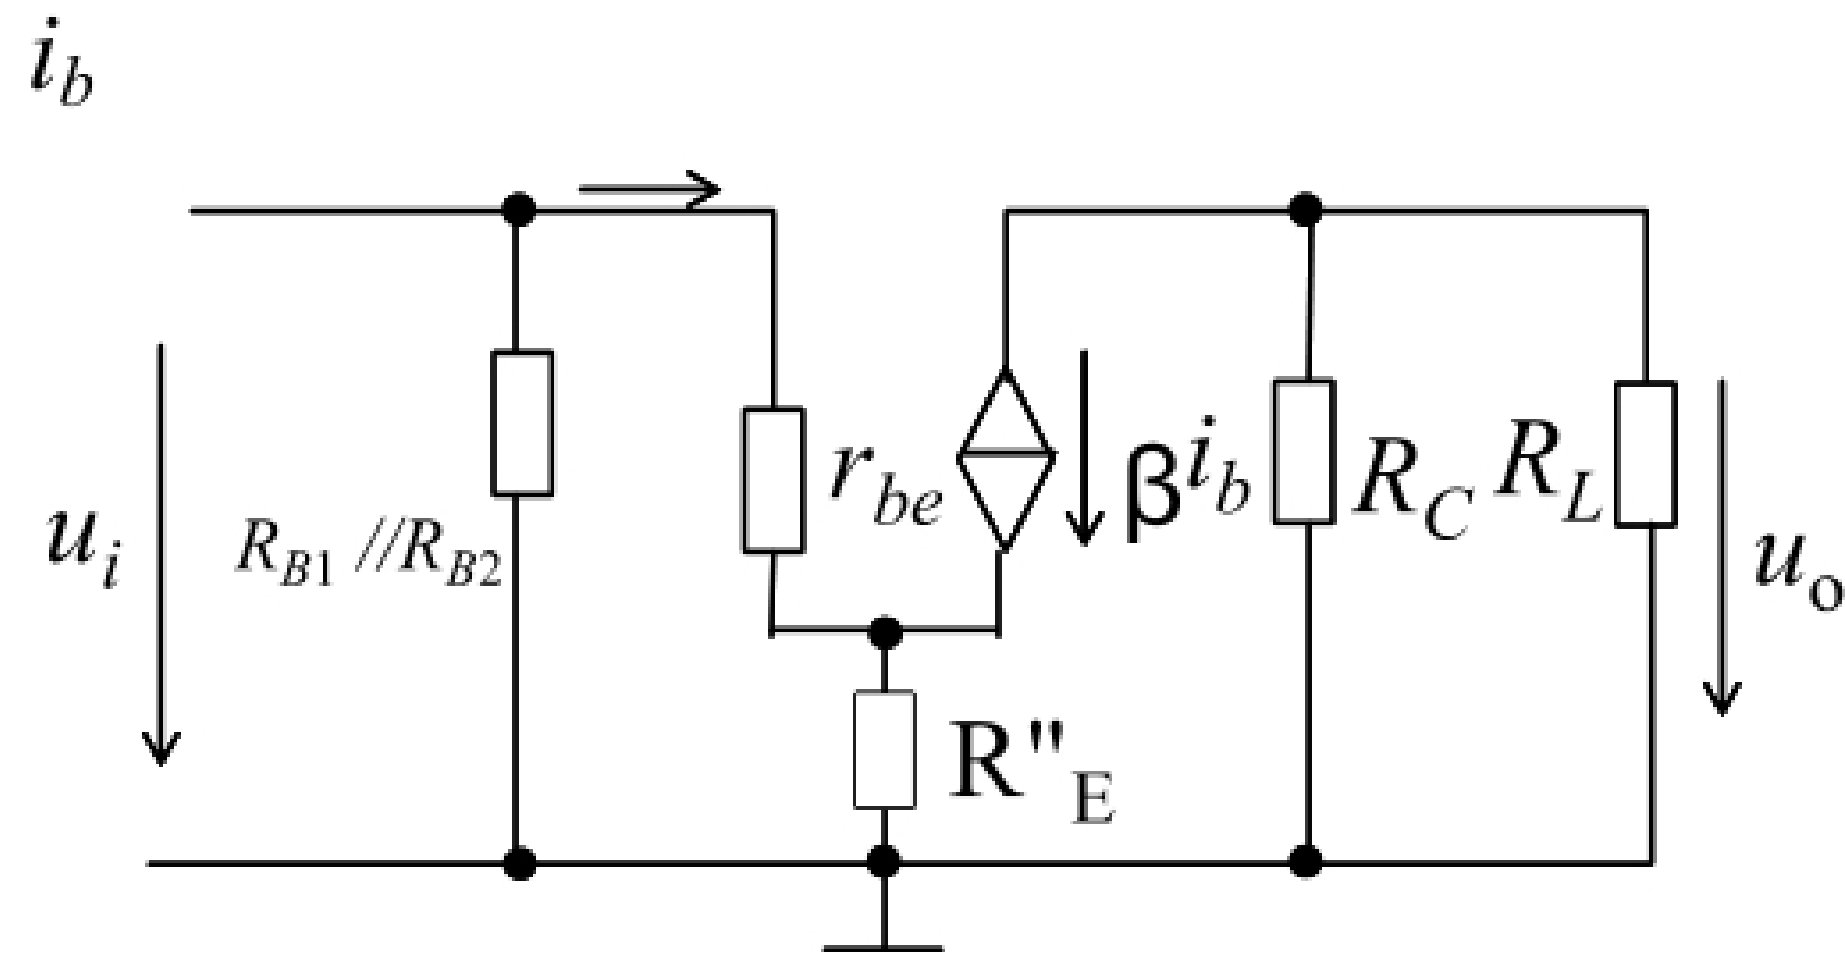 i_b
r_be
βi_b
R_C
R_L
u_i
R_B1 //R_B2
u_o
R"_E